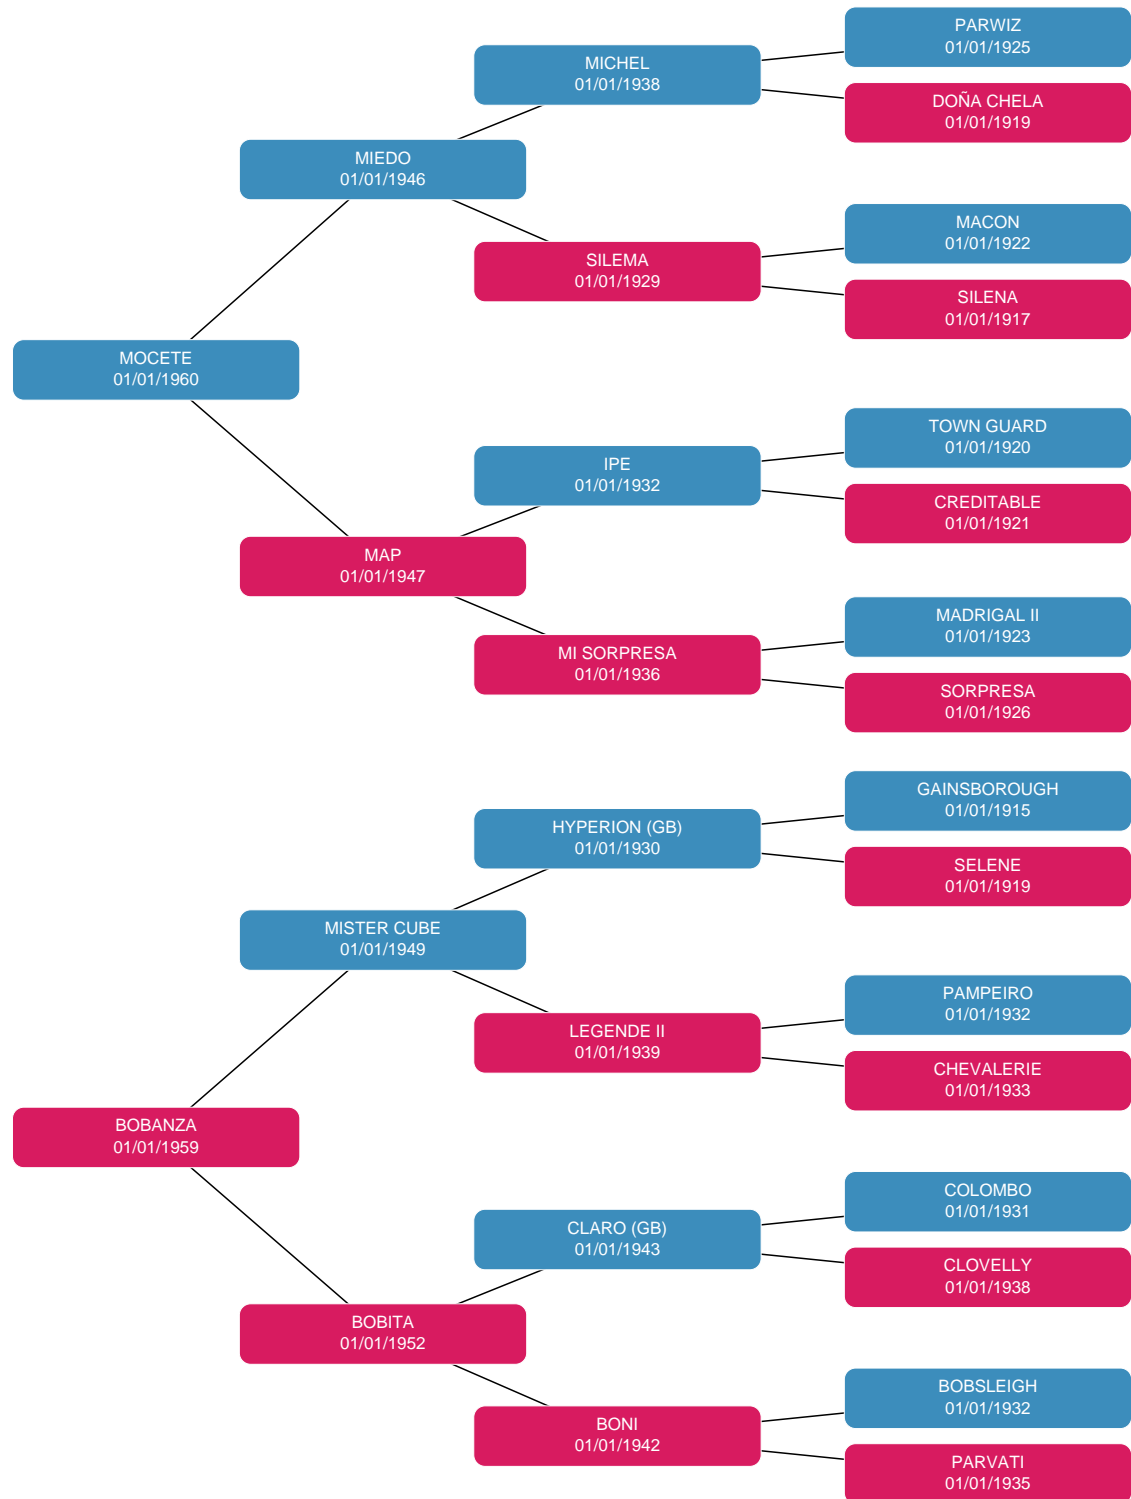 PARWIZ
01/01/1925
MICHEL
01/01/1938
DOÑA CHELA
01/01/1919
MIEDO
01/01/1946
MACON
01/01/1922
SILEMA
01/01/1929
SILENA
01/01/1917
MOCETE
01/01/1960
TOWN GUARD
01/01/1920
IPE
01/01/1932
CREDITABLE
01/01/1921
MAP
01/01/1947
MADRIGAL II
01/01/1923
MI SORPRESA
01/01/1936
SORPRESA
01/01/1926
GAINSBOROUGH
01/01/1915
HYPERION (GB)
01/01/1930
SELENE
01/01/1919
MISTER CUBE
01/01/1949
PAMPEIRO
01/01/1932
LEGENDE II
01/01/1939
CHEVALERIE
01/01/1933
BOBANZA
01/01/1959
COLOMBO
01/01/1931
CLARO (GB)
01/01/1943
CLOVELLY
01/01/1938
BOBITA
01/01/1952
BOBSLEIGH
01/01/1932
BONI
01/01/1942
PARVATI
01/01/1935